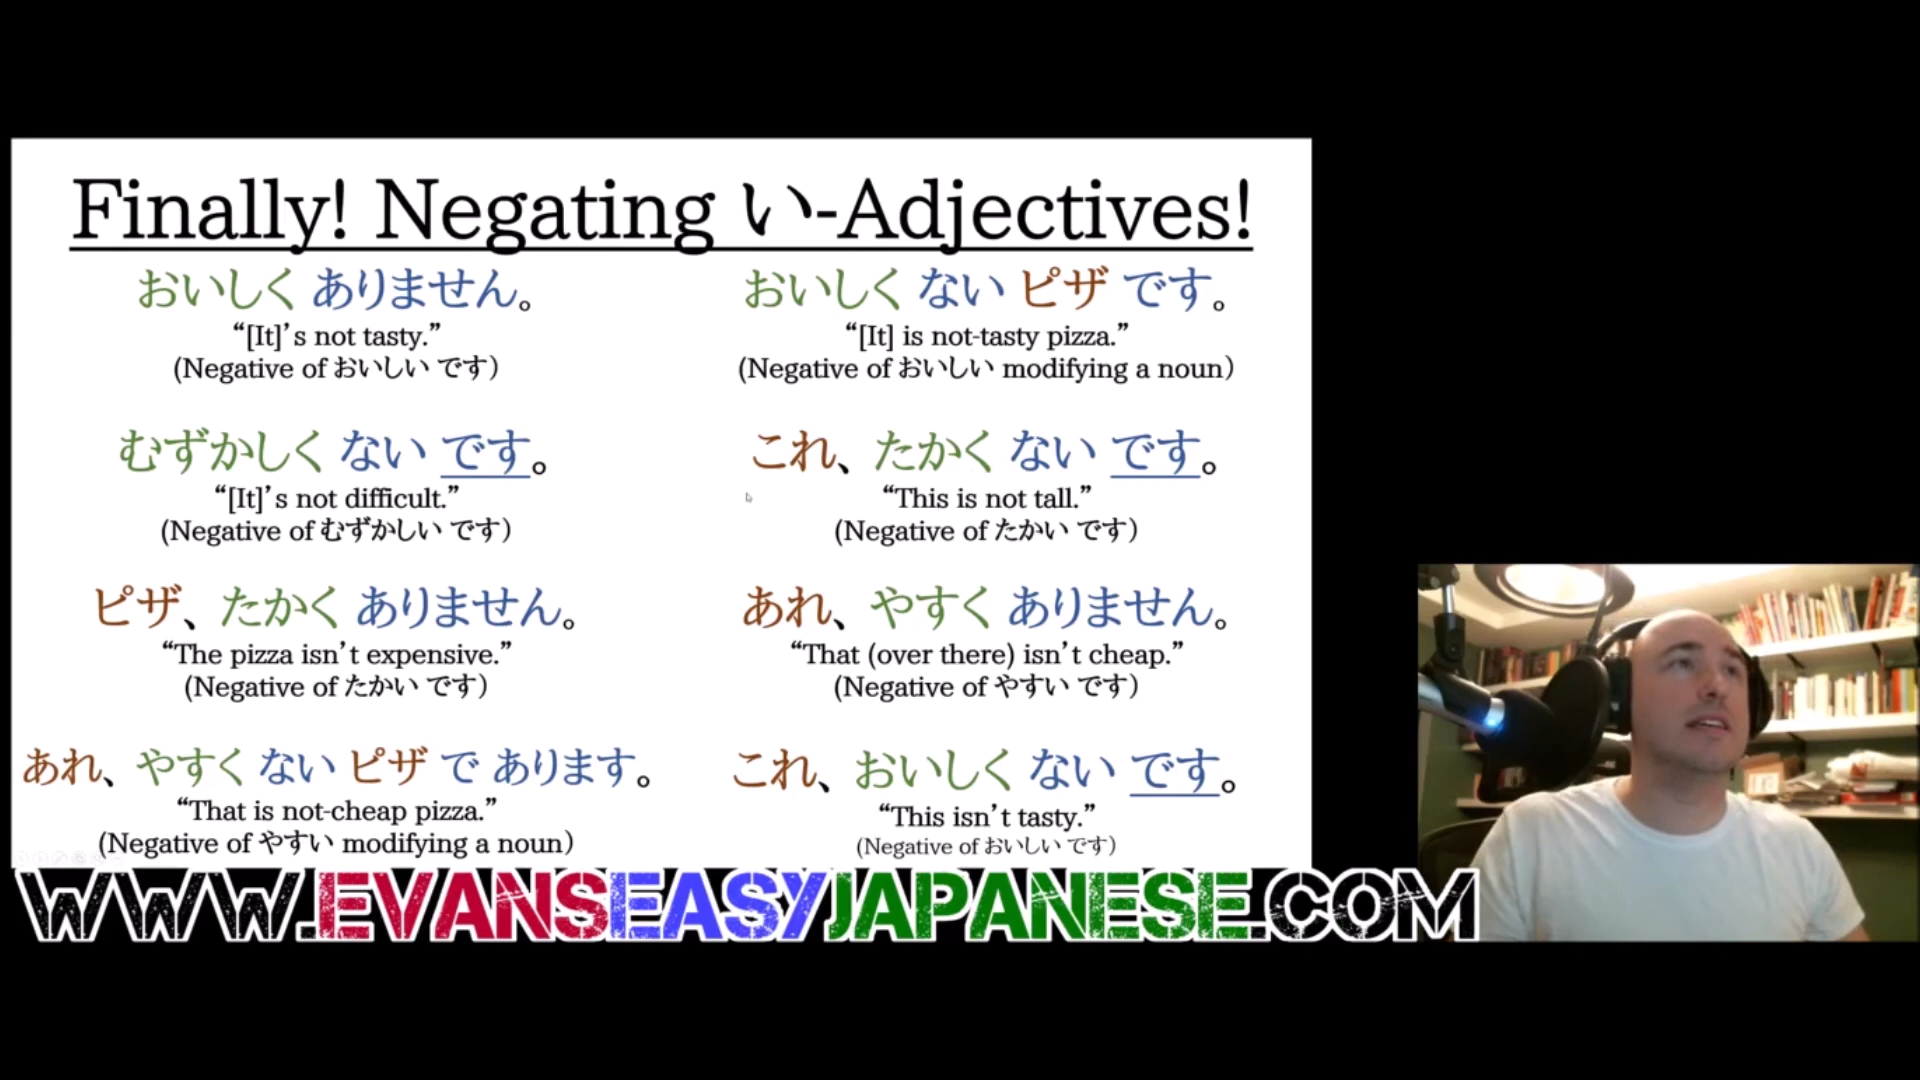 Finally! Negating い-Adjectives!
おいしく ありません。
“[It]’s not tasty.”
(Negative of おいしい です)
むずかしく ない です。
“[It]’s not difficult.”
(Negative of むずかしい です)
ピザ、たかく ありません。
“The pizza isn’t expensive.”
(Negative of たかい です)
あれ、やすく ない ピザ で あります。
“That is not-cheap pizza.”
(Negative of やすい modifying a noun)
おいしく ない ピザ です。
“[It] is not-tasty pizza.”
(Negative of おいしい modifying a noun)
これ、たかく ない です。
“This is not tall.”
(Negative of たかい です)
あれ、やすく ありません。
“That (over there) isn’t cheap.”
(Negative of やすい です)
これ、おいしく ない です。
“This isn’t tasty.”
(Negative of おいしい です)
WWW.EVANSEASYJAPANESE.COM